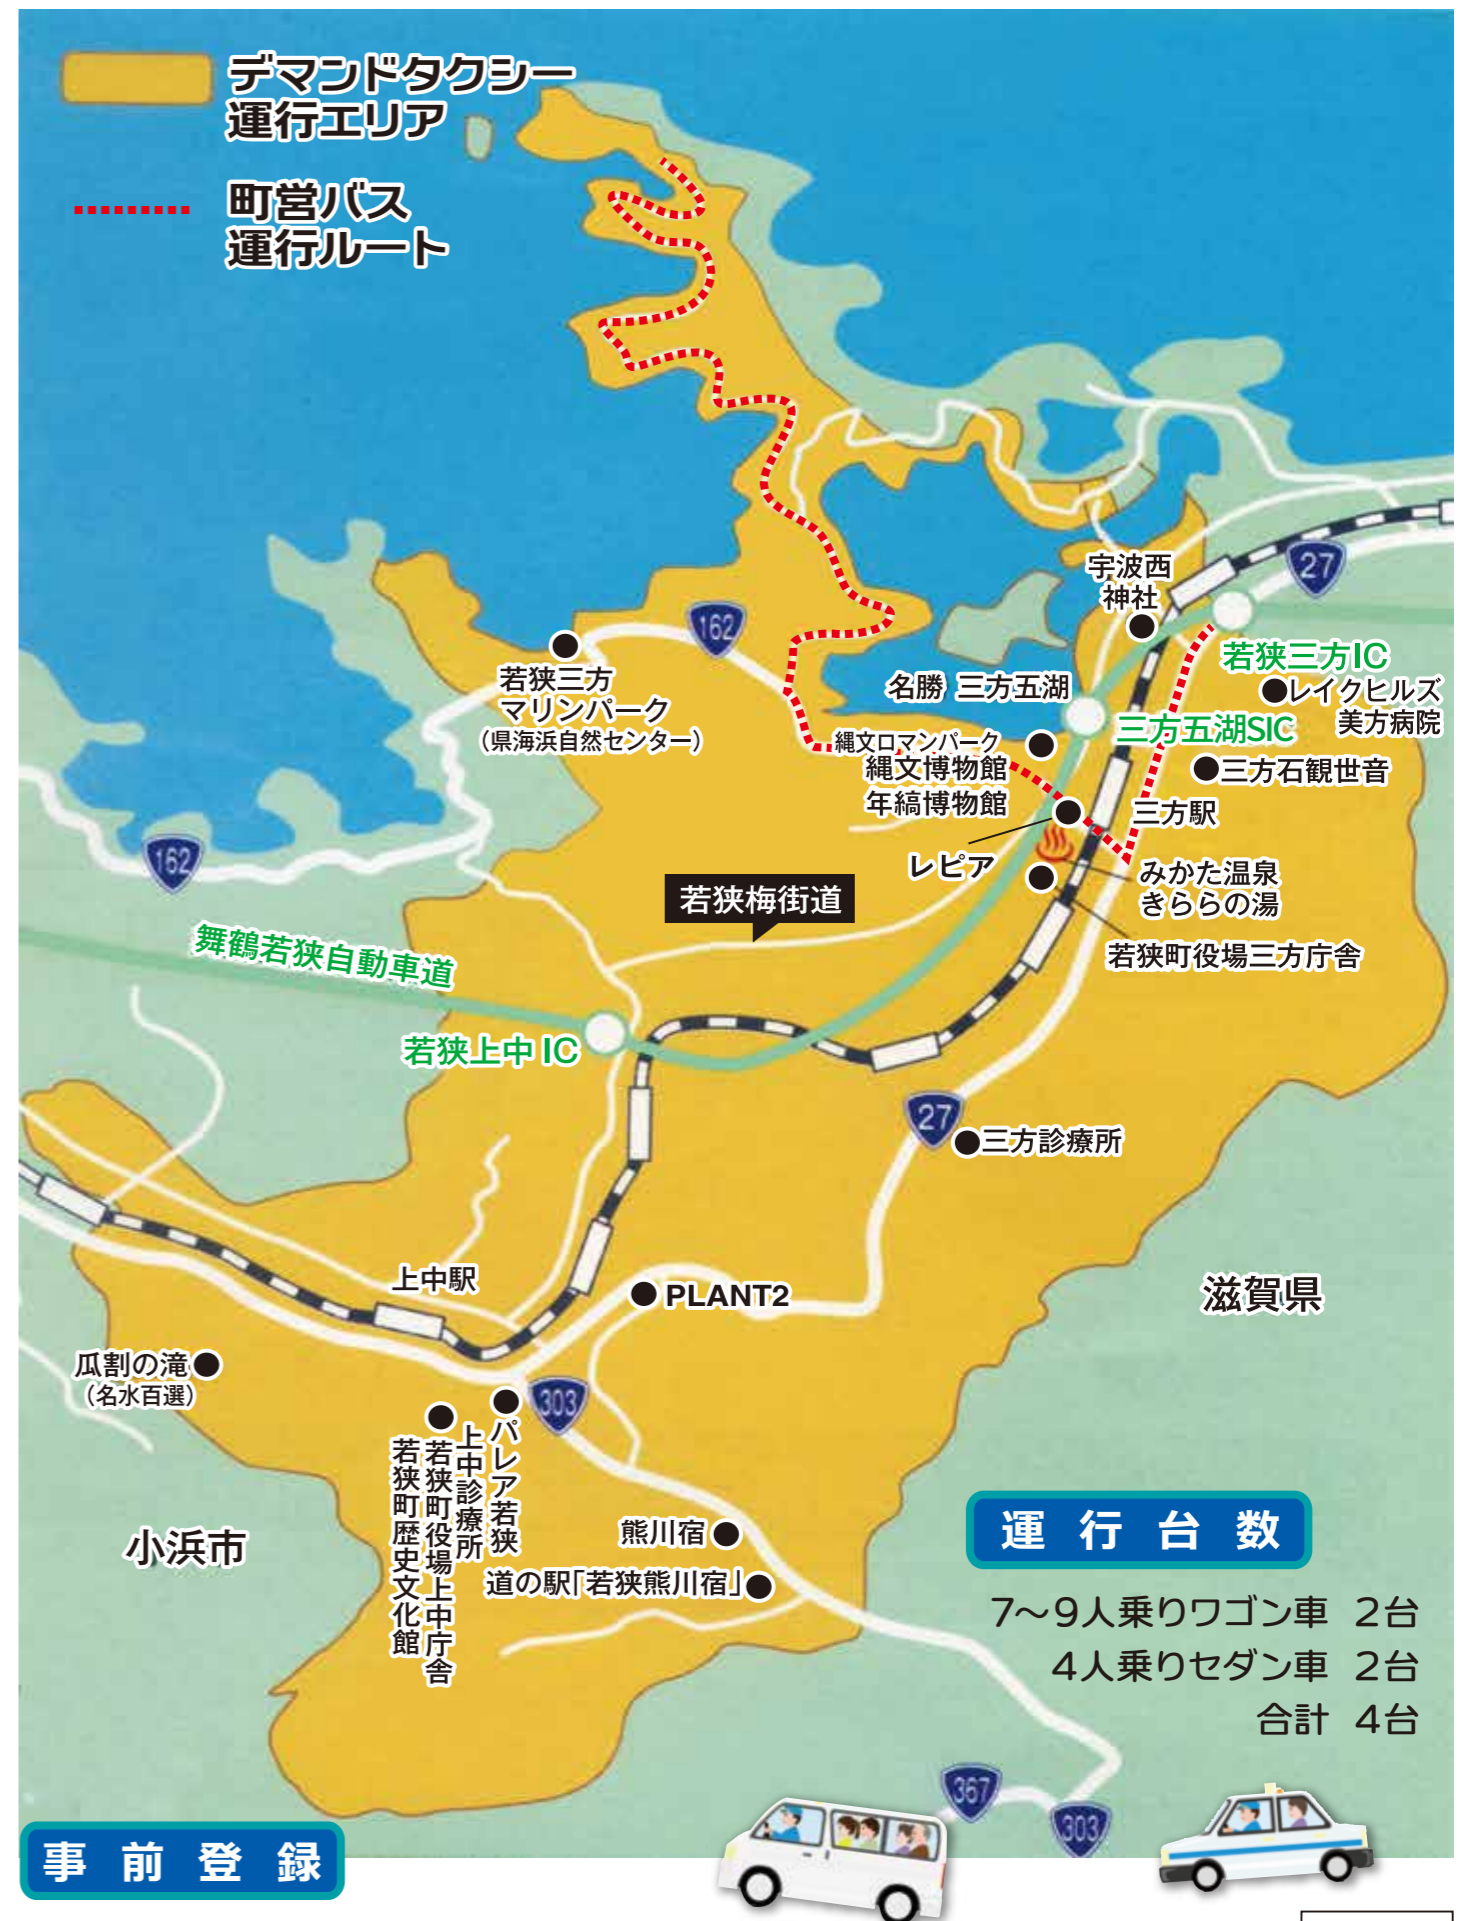 デマンドタクシー
運行エリア
町営バス
運行ルート
宇波西
神社
27
162
若狭三方IC
若狭三方
マリンパーク
（県海浜自然センター）
名勝 三方五湖
レイクヒルズ
美方病院
三方五湖SIC
縄文ロマンパーク
縄文博物館
年縞博物館
三方石観世音
三方駅
162
レピア
みかた温泉
きららの湯
若狭梅街道
若狭町役場三方庁舎
舞鶴若狭自動車道
若狭上中 IC
27
三方診療所
上中駅
PLANT2
滋賀県
瓜割の滝
（名水百選）
303
パレア若狭
上中診療所
若狭町役場上中庁舎
若狭町歴史文化館
小浜市
熊川宿
道の駅「若狭熊川宿」
運行台数
7～9人乗りワゴン車 2台
4人乗りセダン車 2台
合計 4台
367
303
事前登録